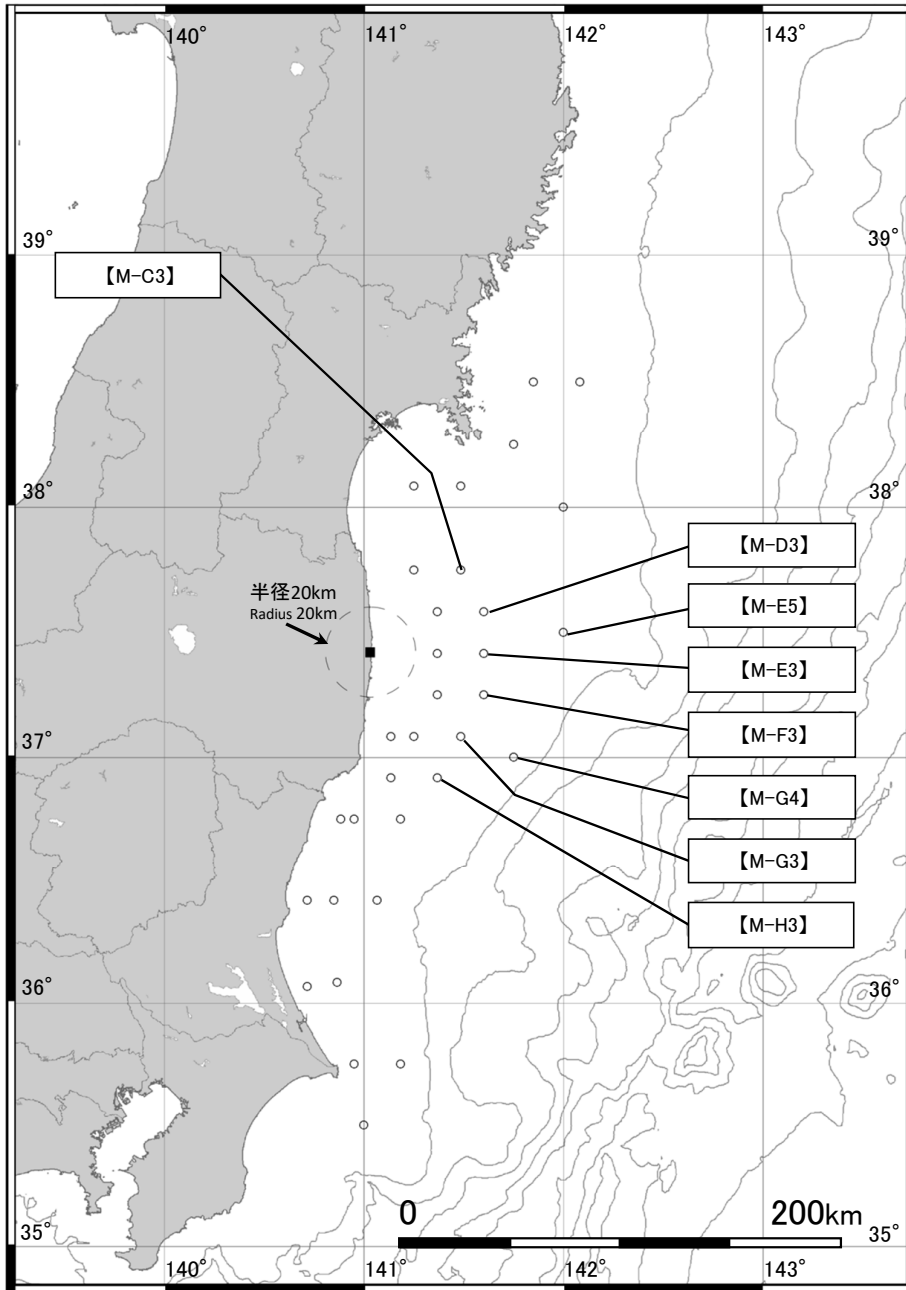 140° 141° 142° 143°
39° 39°
【M-C3】
38° 38°
【M-D3】
半径20km
Radius 20km
【M-E5】
【M-E3】
【M-F3】
37° 37°
【M-G4】
【M-G3】
【M-H3】
36° 36°
0 200km
35° 35°
140° 141° 142° 143°